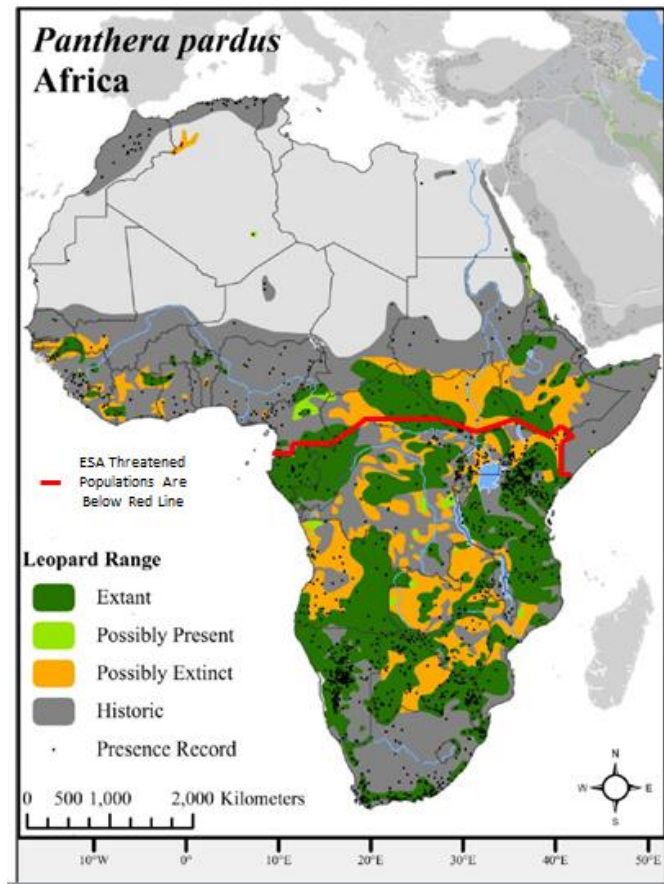 Panthera pardus
Africa
ESA Threatened
Populations Are
Below Red Line
Leopard Range
Extant
Possibly Present
Possibly Extinct
Historic
Presence Record
0 500 1,000 2,000 Kilometers
N
W E
S
10°W 0° 10°E 20°E 30°E 40°E 50°E